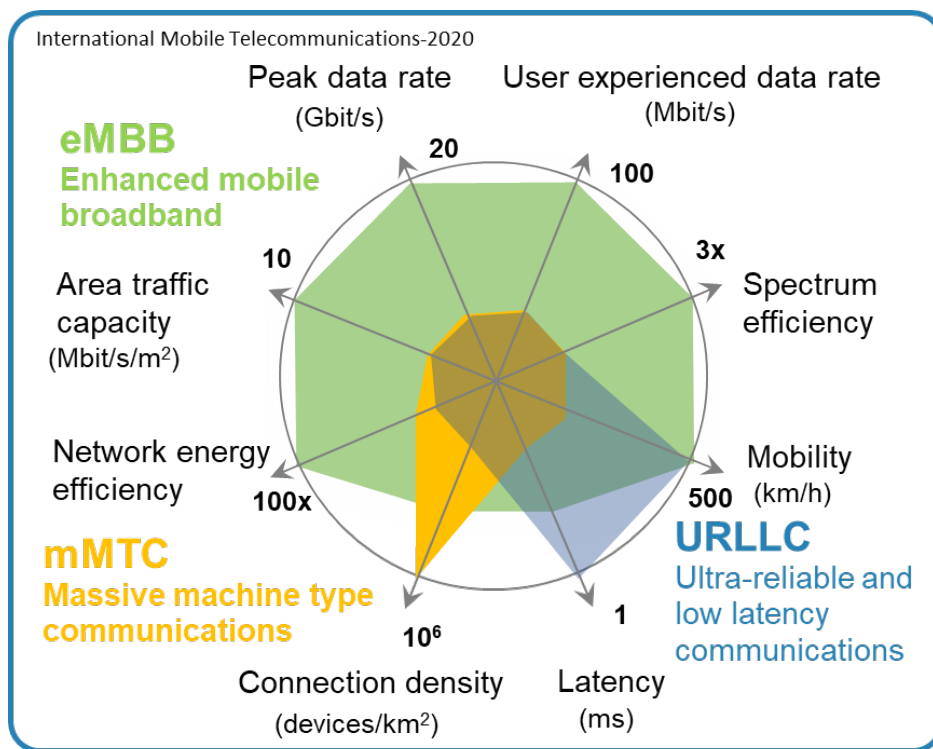 International Mobile Telecommunications-2020
Peak data rate
(Gbit/s)
User experienced data rate
(Mbit/s)
eMBB
Enhanced mobile
broadband
20
100
10
3x
Area traffic
capacity
(Mbit/s/m²)
Spectrum
efficiency
Network energy
efficiency
100x
Mobility
(km/h)
500
mMTC
Massive machine type
communications
URLLC
Ultra-reliable and
low latency
communications
10⁶
1
Connection density
(devices/km²)
Latency
(ms)